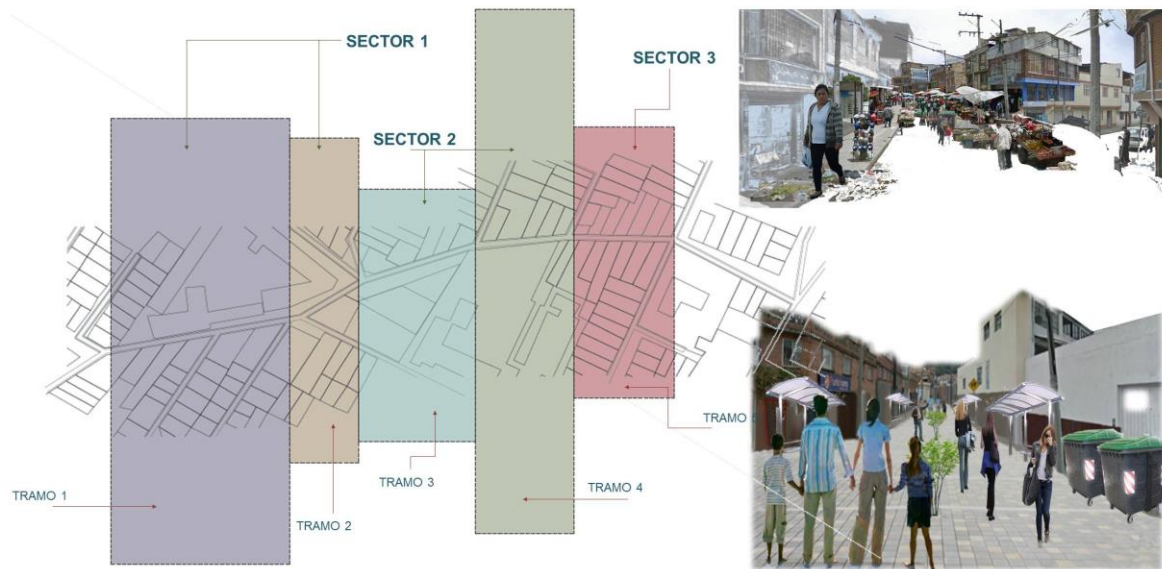 SECTOR 1
SECTOR 3
SECTOR 2
TRAMO 1
TRAMO 2
TRAMO 3
TRAMO 4
TRAMO